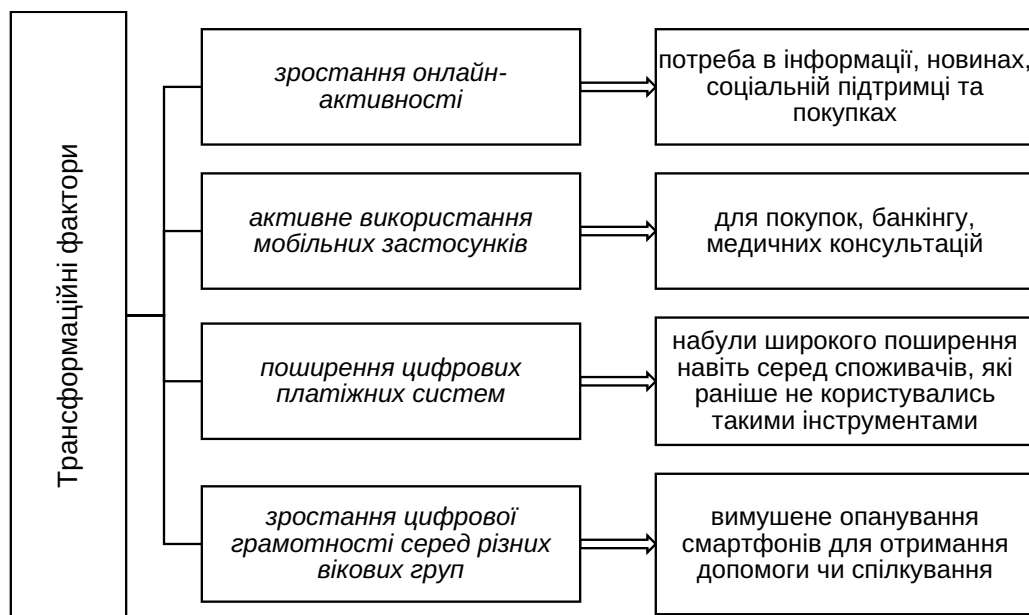 Трансформаційні фактори
зростання онлайн-
активності
потреба в інформації, новинах,
соціальній підтримці та
покупках
активне використання
мобільних застосунків
для покупок, банкінгу,
медичних консультацій
поширення цифрових
платіжних систем
набули широкого поширення
навіть серед споживачів, які
раніше не користувались
такими інструментами
зростання цифрової
грамотності серед різних
вікових груп
вимушене опанування
смартфонів для отримання
допомоги чи спілкування